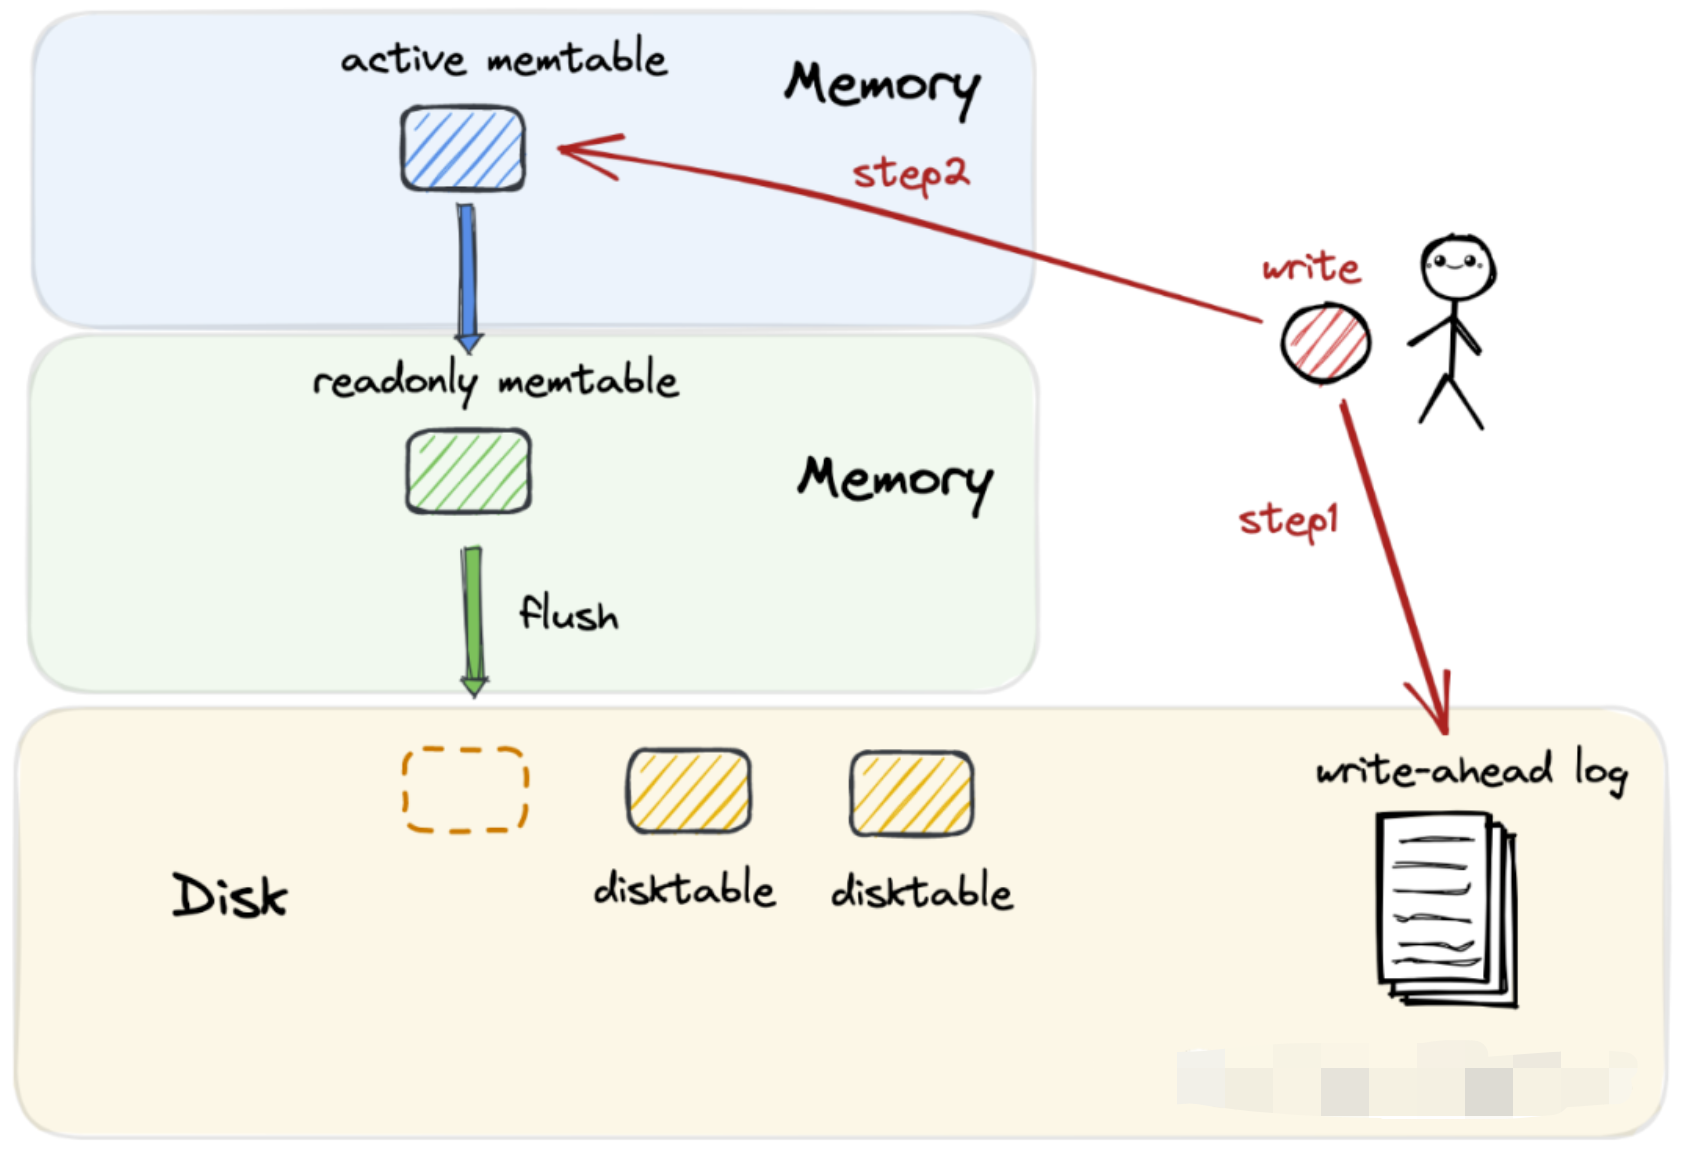 active memtable
Memory
step2
write
readonly memtable
Memory
step1
flush
write-ahead log
Disk
disktable
disktable